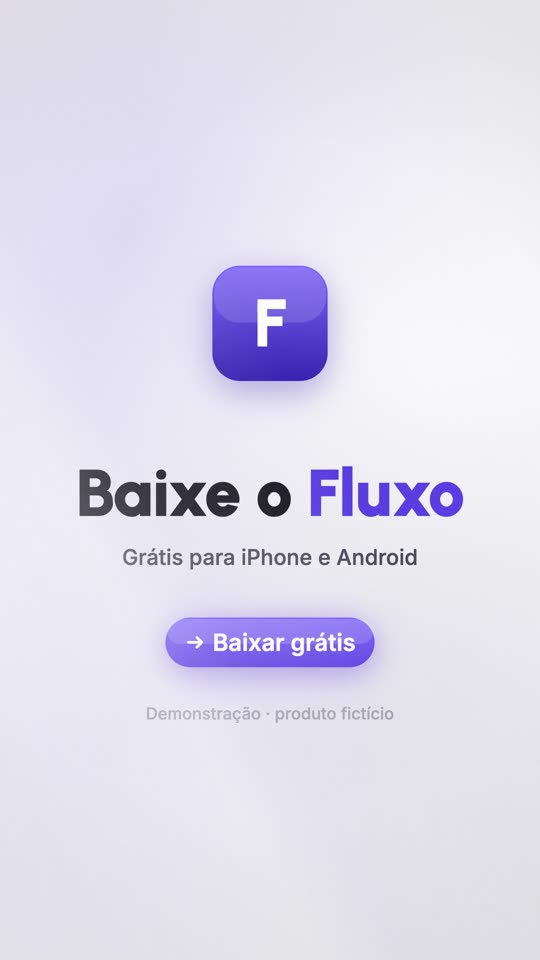 F
Baixe o Fluxo
Grátis para iPhone e Android
→ Baixar grátis
Demonstração · produto fictício